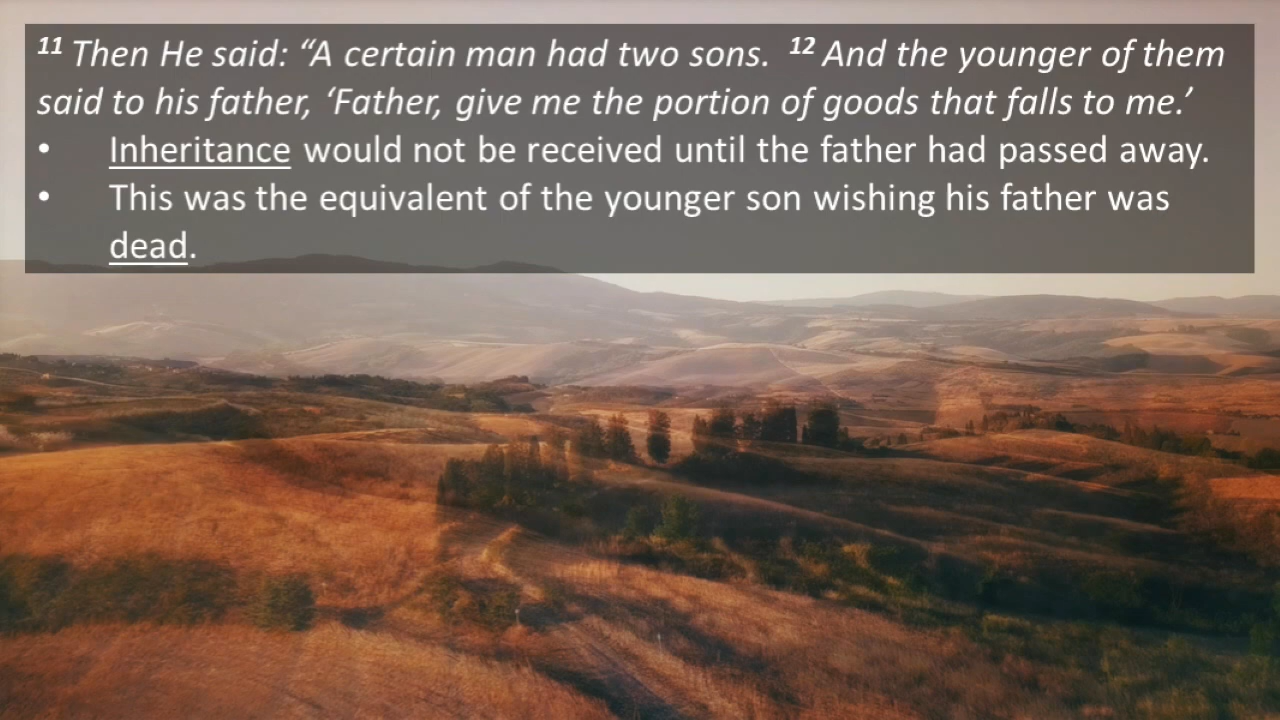 11 Then He said: “A certain man had two sons.  12 And the younger of them
said to his father, ‘Father, give me the portion of goods that falls to me.’
• Inheritance would not be received until the father had passed away.
• This was the equivalent of the younger son wishing his father was
dead.